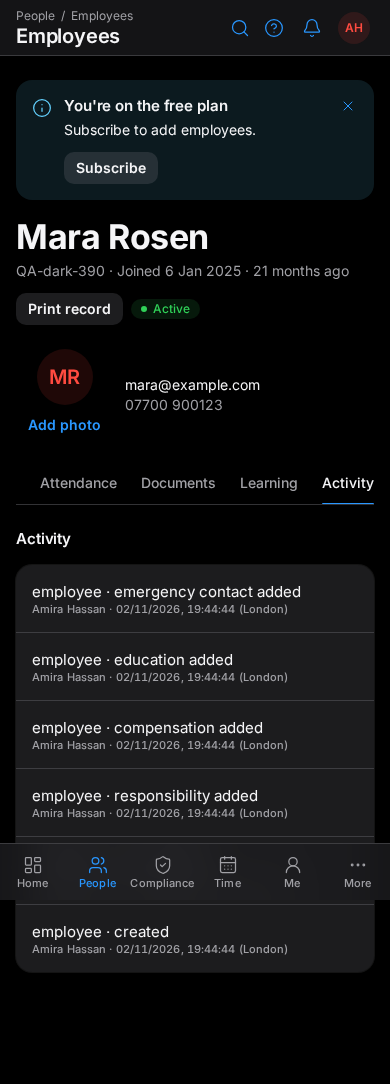 People / Employees
Employees
AH
You're on the free plan
Subscribe to add employees.
Subscribe
Mara Rosen
QA-dark-390 · Joined 6 Jan 2025 · 21 months ago
Print record
Active
MR
Add photo
mara@example.com
07700 900123
Attendance
Documents
Learning
Activity
Activity
employee · emergency contact added
Amira Hassan · 02/11/2026, 19:44:44 (London)
employee · education added
Amira Hassan · 02/11/2026, 19:44:44 (London)
employee · compensation added
Amira Hassan · 02/11/2026, 19:44:44 (London)
employee · responsibility added
Amira Hassan · 02/11/2026, 19:44:44 (London)
Home
People
Compliance
Time
Me
More
employee · created
Amira Hassan · 02/11/2026, 19:44:44 (London)